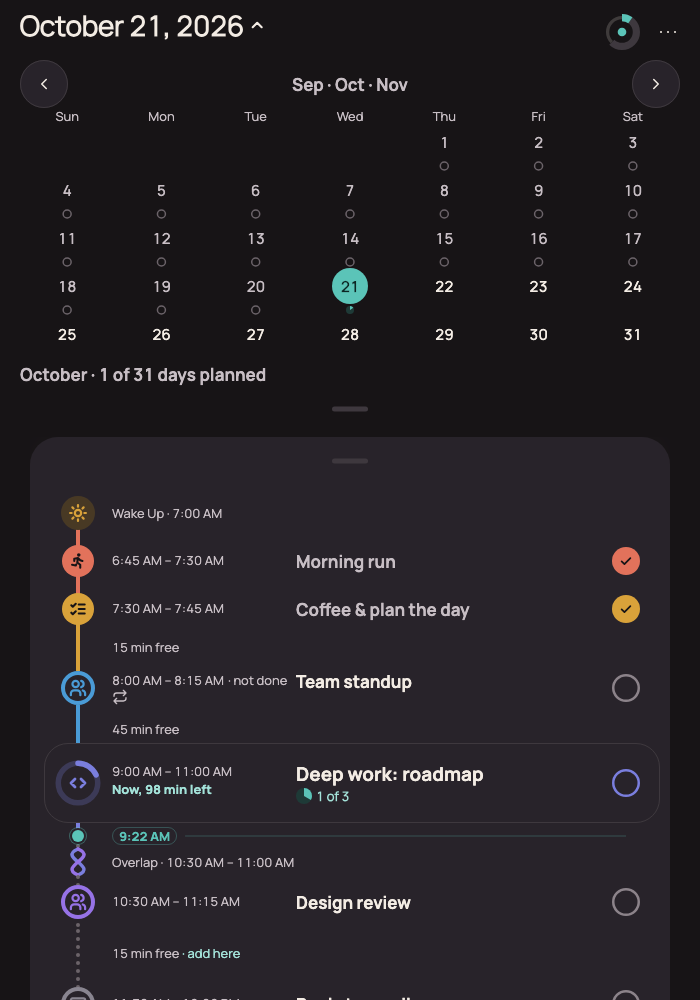 October 21, 2026
Sep · Oct · Nov
Sun Mon Tue Wed Thu Fri Sat
1 2 3
4 5 6 7 8 9 10
11 12 13 14 15 16 17
18 19 20 21 22 23 24
25 26 27 28 29 30 31
October · 1 of 31 days planned
Wake Up · 7:00 AM
6:45 AM – 7:30 AM Morning run
7:30 AM – 7:45 AM Coffee & plan the day
15 min free
8:00 AM – 8:15 AM · not done Team standup
45 min free
9:00 AM – 11:00 AM Deep work: roadmap
Now, 98 min left 1 of 3
9:22 AM
Overlap · 10:30 AM – 11:00 AM
10:30 AM – 11:15 AM Design review
15 min free · add here